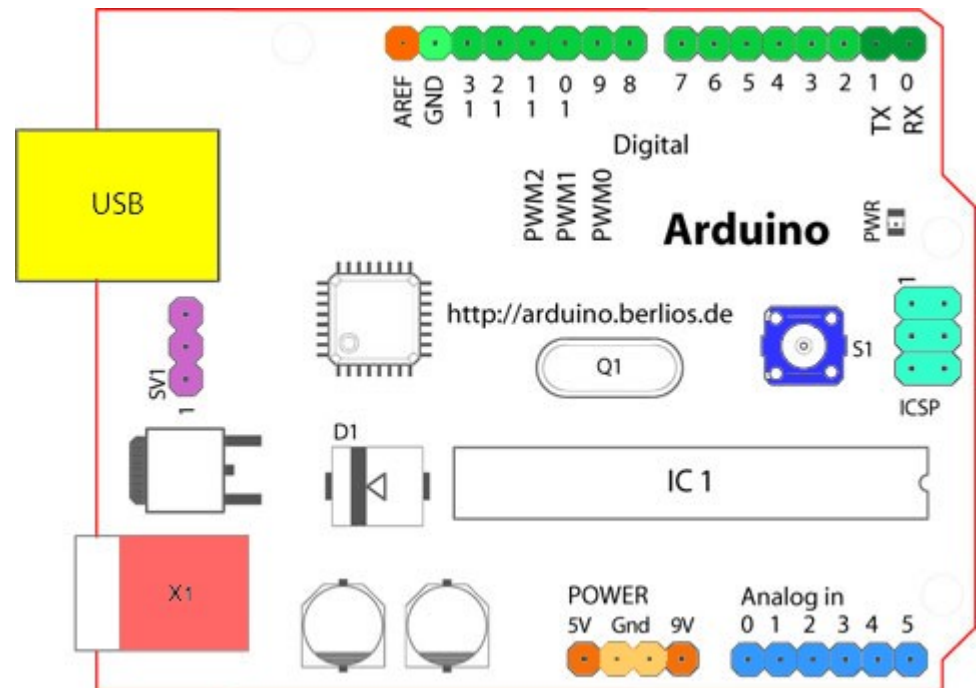 AREF GND 13 12 11 10 9 8 7 6 5 4 3 2 1 0
TX RX
Digital
USB
PWM2 PWM1 PWM0
Arduino
PWR
1
http://arduino.berlios.de
SV1
1
Q1
S1
ICSP
D1
IC 1
X1
POWER
5V Gnd 9V
Analog in
0 1 2 3 4 5